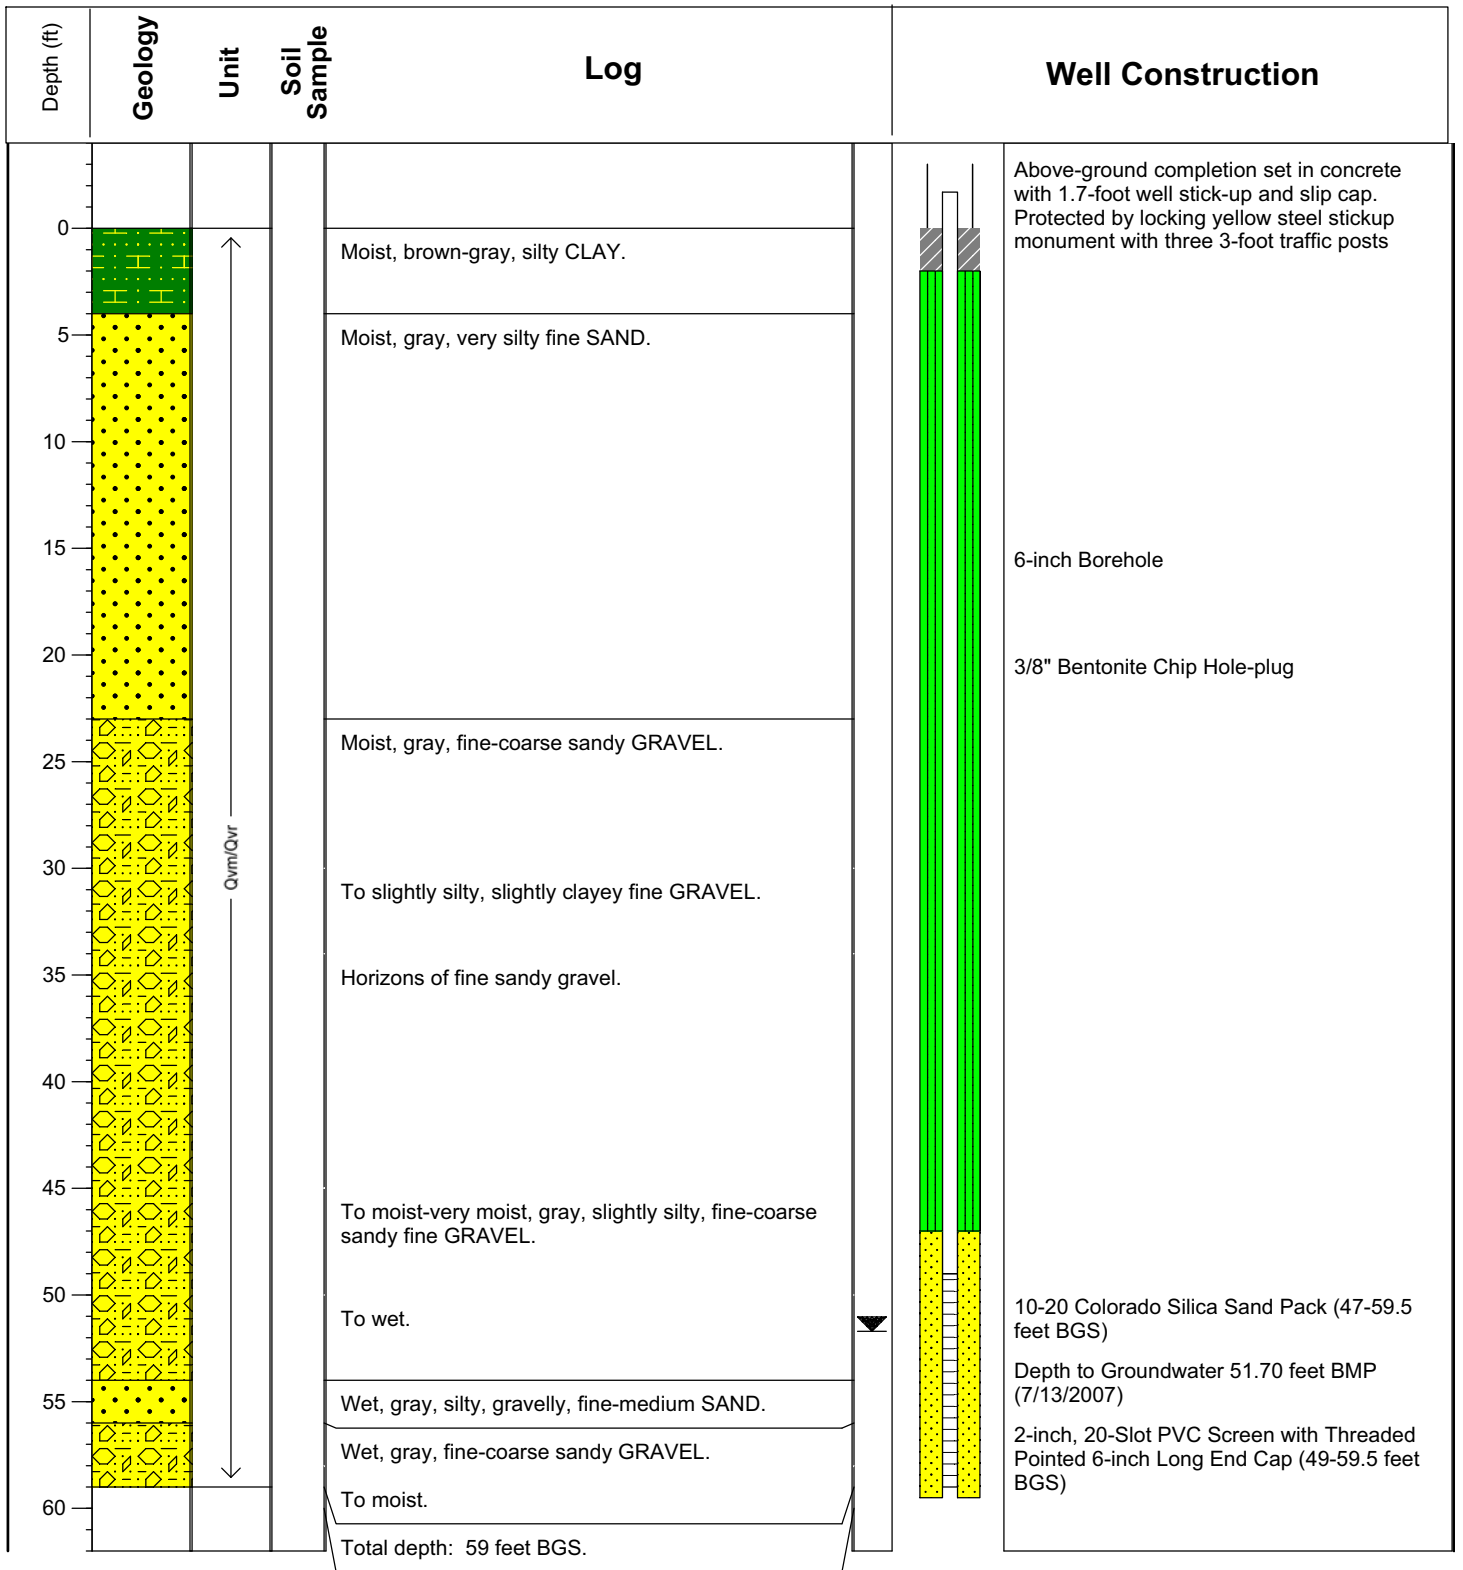 Depth (ft)
Geology
Unit
Soil
Sample
Log
Well Construction
Above-ground completion set in concrete
with 1.7-foot well stick-up and slip cap.
Protected by locking yellow steel stickup
monument with three 3-foot traffic posts
0
Moist, brown-gray, silty CLAY.
5
Moist, gray, very silty fine SAND.
10
15
6-inch Borehole
20
3/8" Bentonite Chip Hole-plug
Moist, gray, fine-coarse sandy GRAVEL.
25
Qvm/Qvr
30
To slightly silty, slightly clayey fine GRAVEL.
35
Horizons of fine sandy gravel.
40
45
To moist-very moist, gray, slightly silty, fine-coarse
sandy fine GRAVEL.
50
To wet.
10-20 Colorado Silica Sand Pack (47-59.5
feet BGS)
Depth to Groundwater 51.70 feet BMP
(7/13/2007)
55
Wet, gray, silty, gravelly, fine-medium SAND.
2-inch, 20-Slot PVC Screen with Threaded
Pointed 6-inch Long End Cap (49-59.5 feet
BGS)
Wet, gray, fine-coarse sandy GRAVEL.
To moist.
60
Total depth: 59 feet BGS.